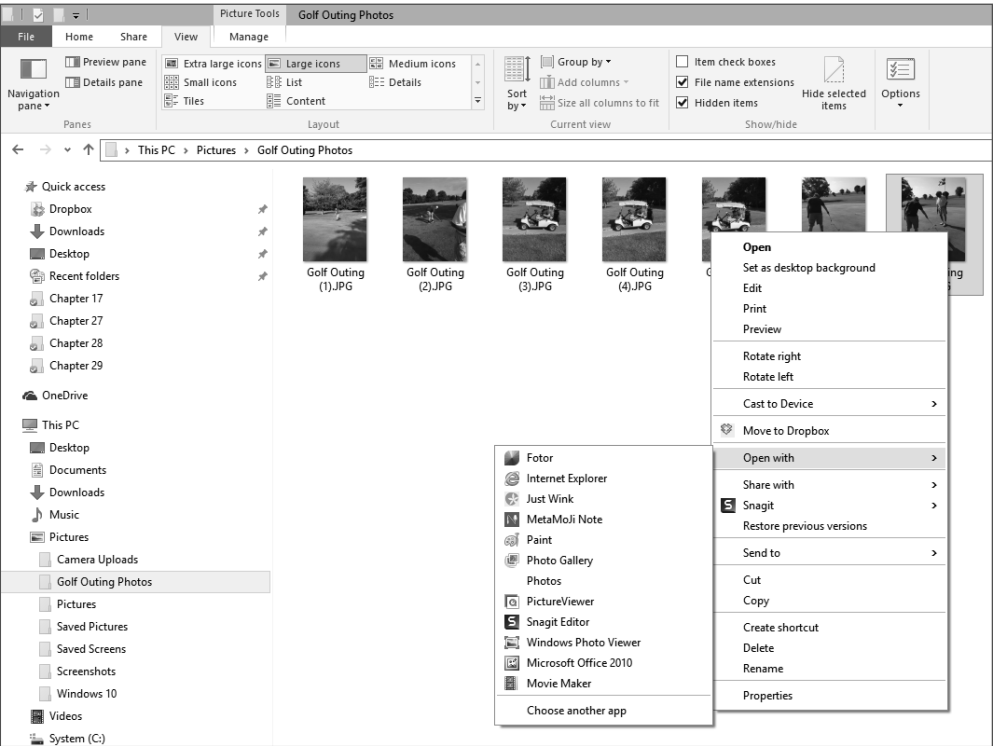 Picture Tools Golf Outing Photos
File Home Share View Manage
Navigation pane
Preview pane
Details pane
Panes
Extra large icons Large icons Medium icons
Small icons List Details
Tiles Content
Layout
Sort by
Group by
Add columns
Size all columns to fit
Current view
Item check boxes
File name extensions
Hidden items
Hide selected items
Show/hide
Options
This PC > Pictures > Golf Outing Photos
Quick access
Dropbox
Downloads
Desktop
Recent folders
Chapter 17
Chapter 27
Chapter 28
Chapter 29
OneDrive
This PC
Desktop
Documents
Downloads
Music
Pictures
Camera Uploads
Golf Outing Photos
Pictures
Saved Pictures
Saved Screens
Screenshots
Windows 10
Videos
System (C:)
Golf Outing (1).JPG
Golf Outing (2).JPG
Golf Outing (3).JPG
Golf Outing (4).JPG
Open
Set as desktop background
Edit
Print
Preview
Rotate right
Rotate left
Cast to Device
Move to Dropbox
Open with
Share with
Snagit
Restore previous versions
Send to
Cut
Copy
Create shortcut
Delete
Rename
Properties
Fotor
Internet Explorer
Just Wink
MetaMoJi Note
Paint
Photo Gallery
Photos
PictureViewer
Snagit Editor
Windows Photo Viewer
Microsoft Office 2010
Movie Maker
Choose another app